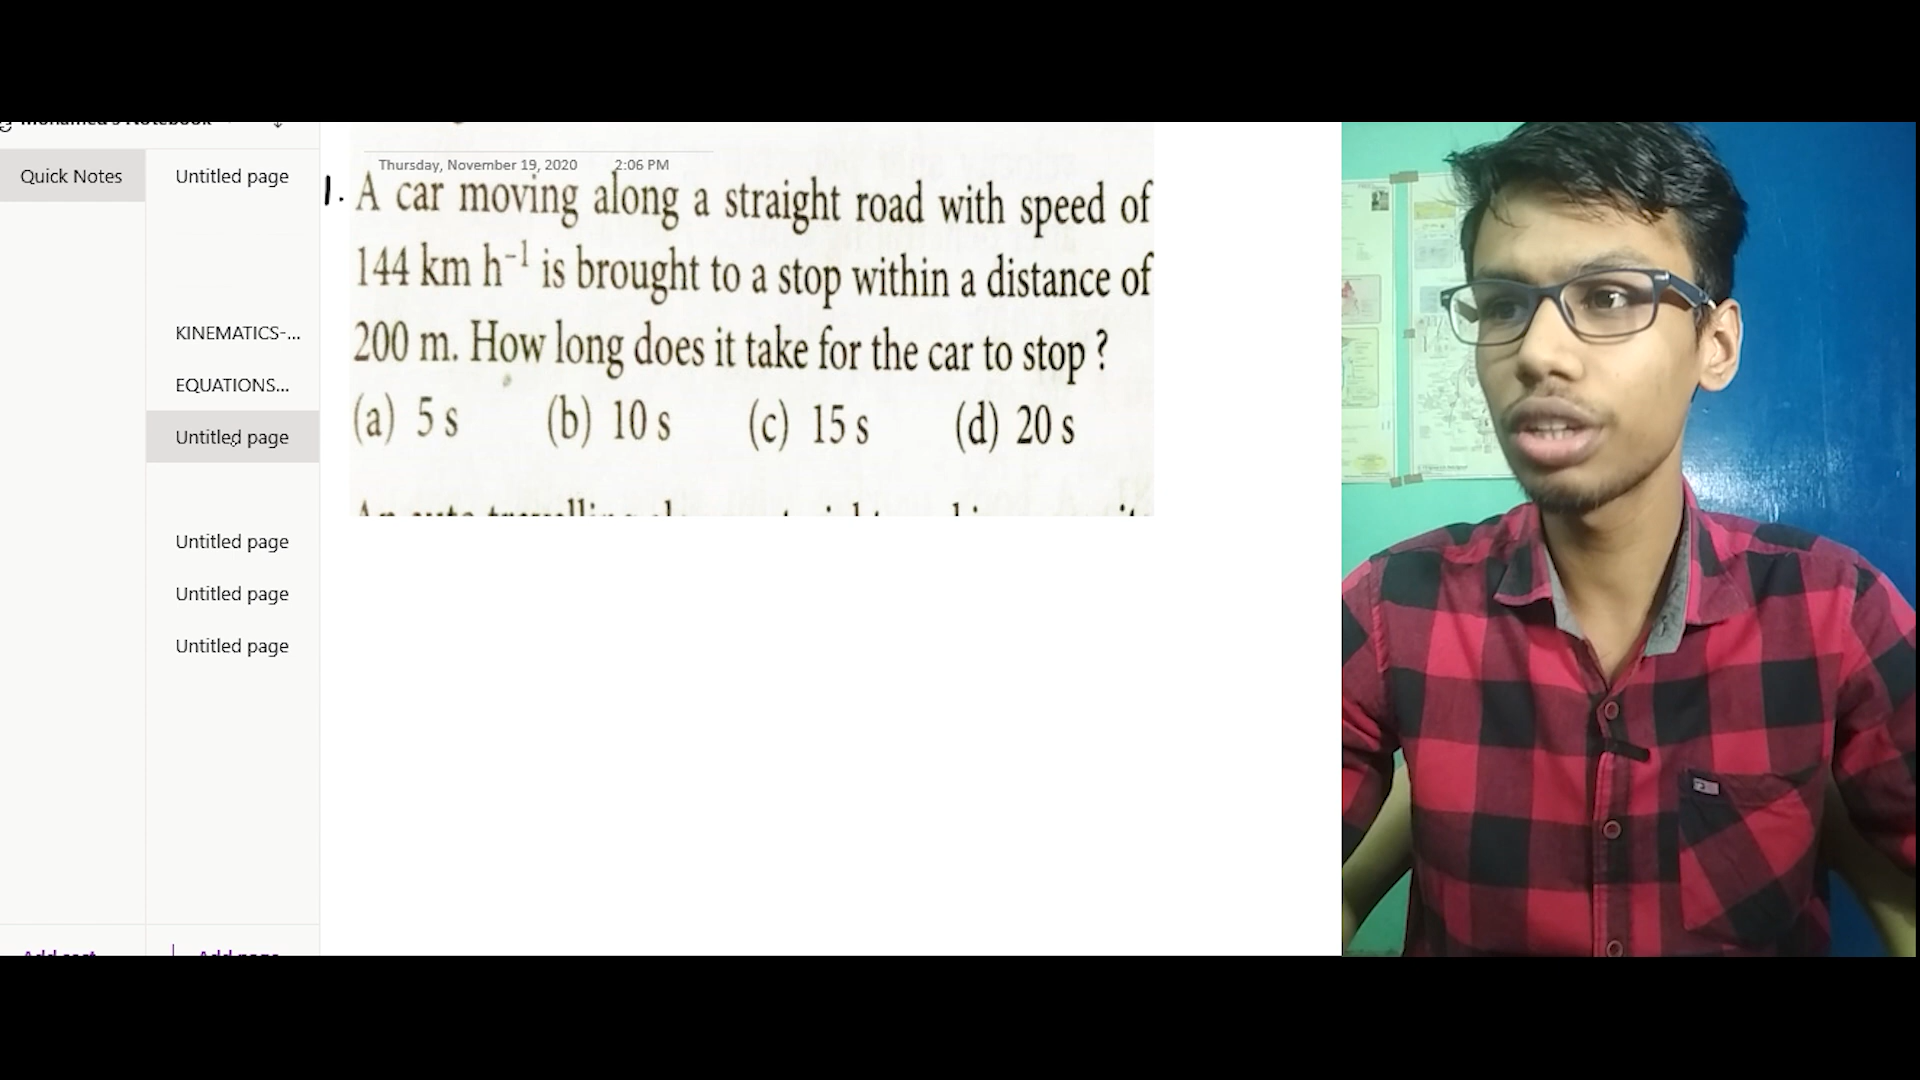 Quick Notes
Untitled page
KINEMATICS-...
EQUATIONS...
Untitled page
Untitled page
Untitled page
Untitled page
Thursday, November 19, 2020 2:06 PM
1. A car moving along a straight road with speed of
144 km h⁻¹ is brought to a stop within a distance of
200 m. How long does it take for the car to stop ?
(a) 5 s (b) 10 s (c) 15 s (d) 20 s